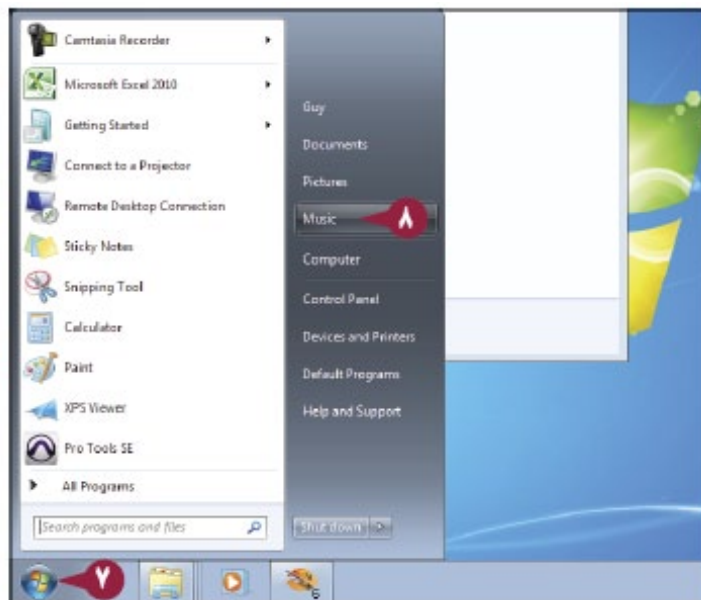 Camtasia Recorder
Microsoft Excel 2010
Getting Started
Connect to a Projector
Remote Desktop Connection
Sticky Notes
Snipping Tool
Calculator
Paint
XPS Viewer
Pro Tools SE
All Programs
Search programs and files
Guy
Documents
Pictures
Music
٨
Computer
Control Panel
Devices and Printers
Default Programs
Help and Support
Shut down
٧
6